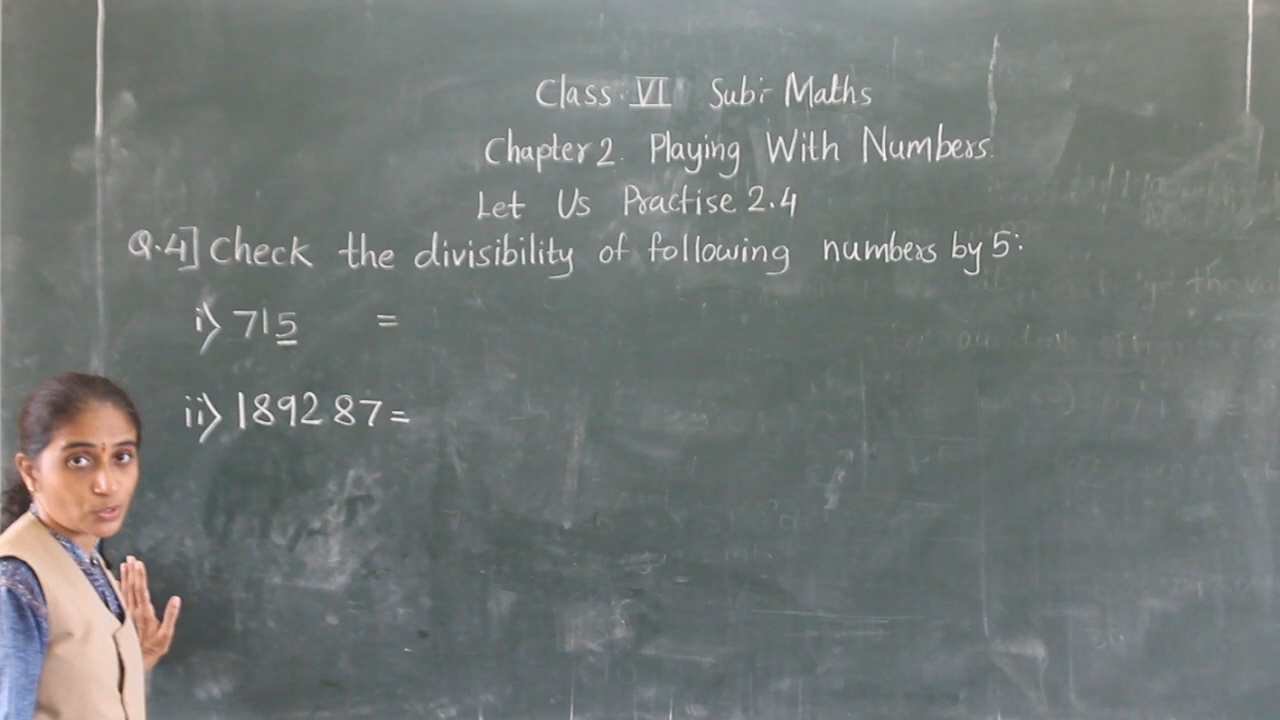 Class: VI Sub:- Maths
Chapter 2. Playing With Numbers.
Let Us Practise 2.4
Q.4] Check the divisibility of following numbers by 5:
i) 715 =
ii) 189287 =